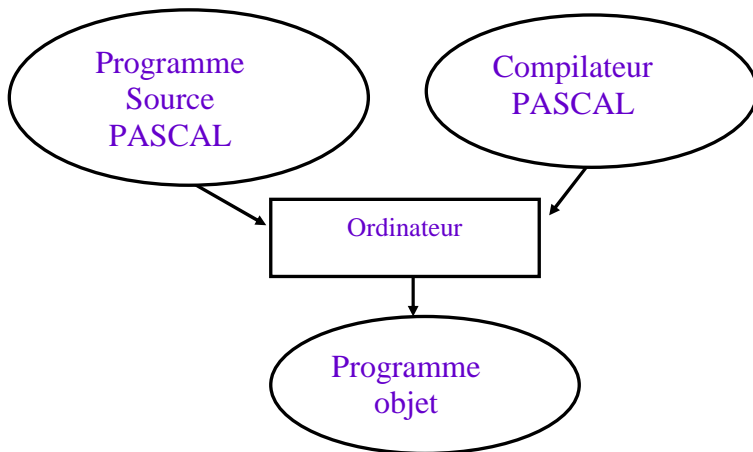 Programme
Source
PASCAL
Compilateur
PASCAL
Ordinateur
Programme
objet